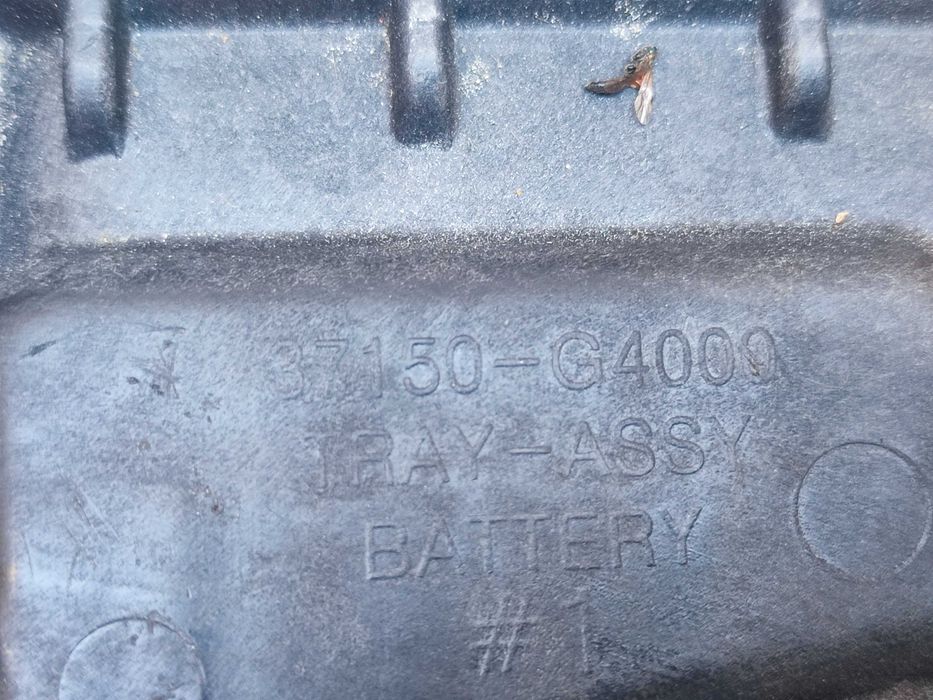 37150-G4000
TRAY-ASSY
BATTERY
#1